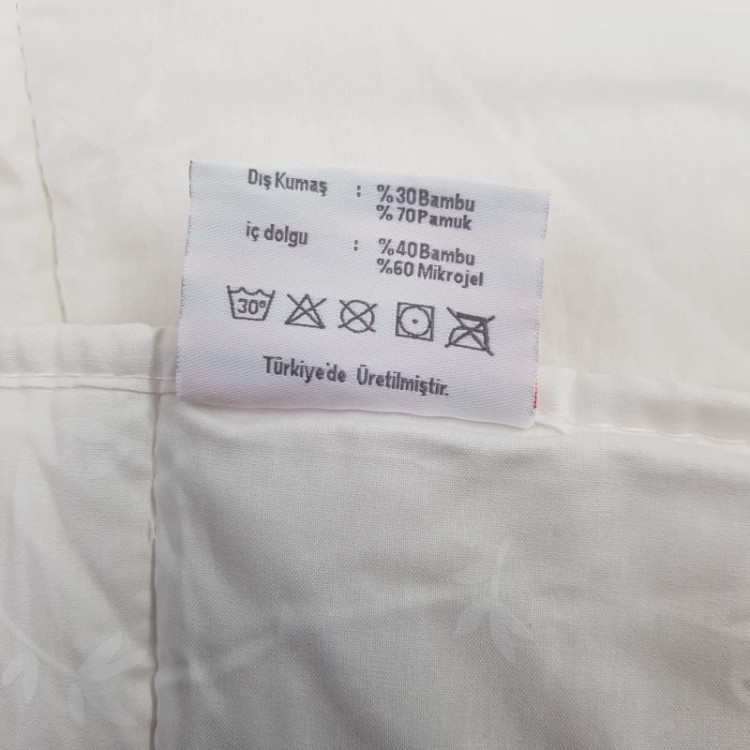 Dış Kumaş : %30Bambu
%70Pamuk
iç dolgu : %40Bambu
%60 Mikrojel
30°
Türkiye'de Üretilmiştir.